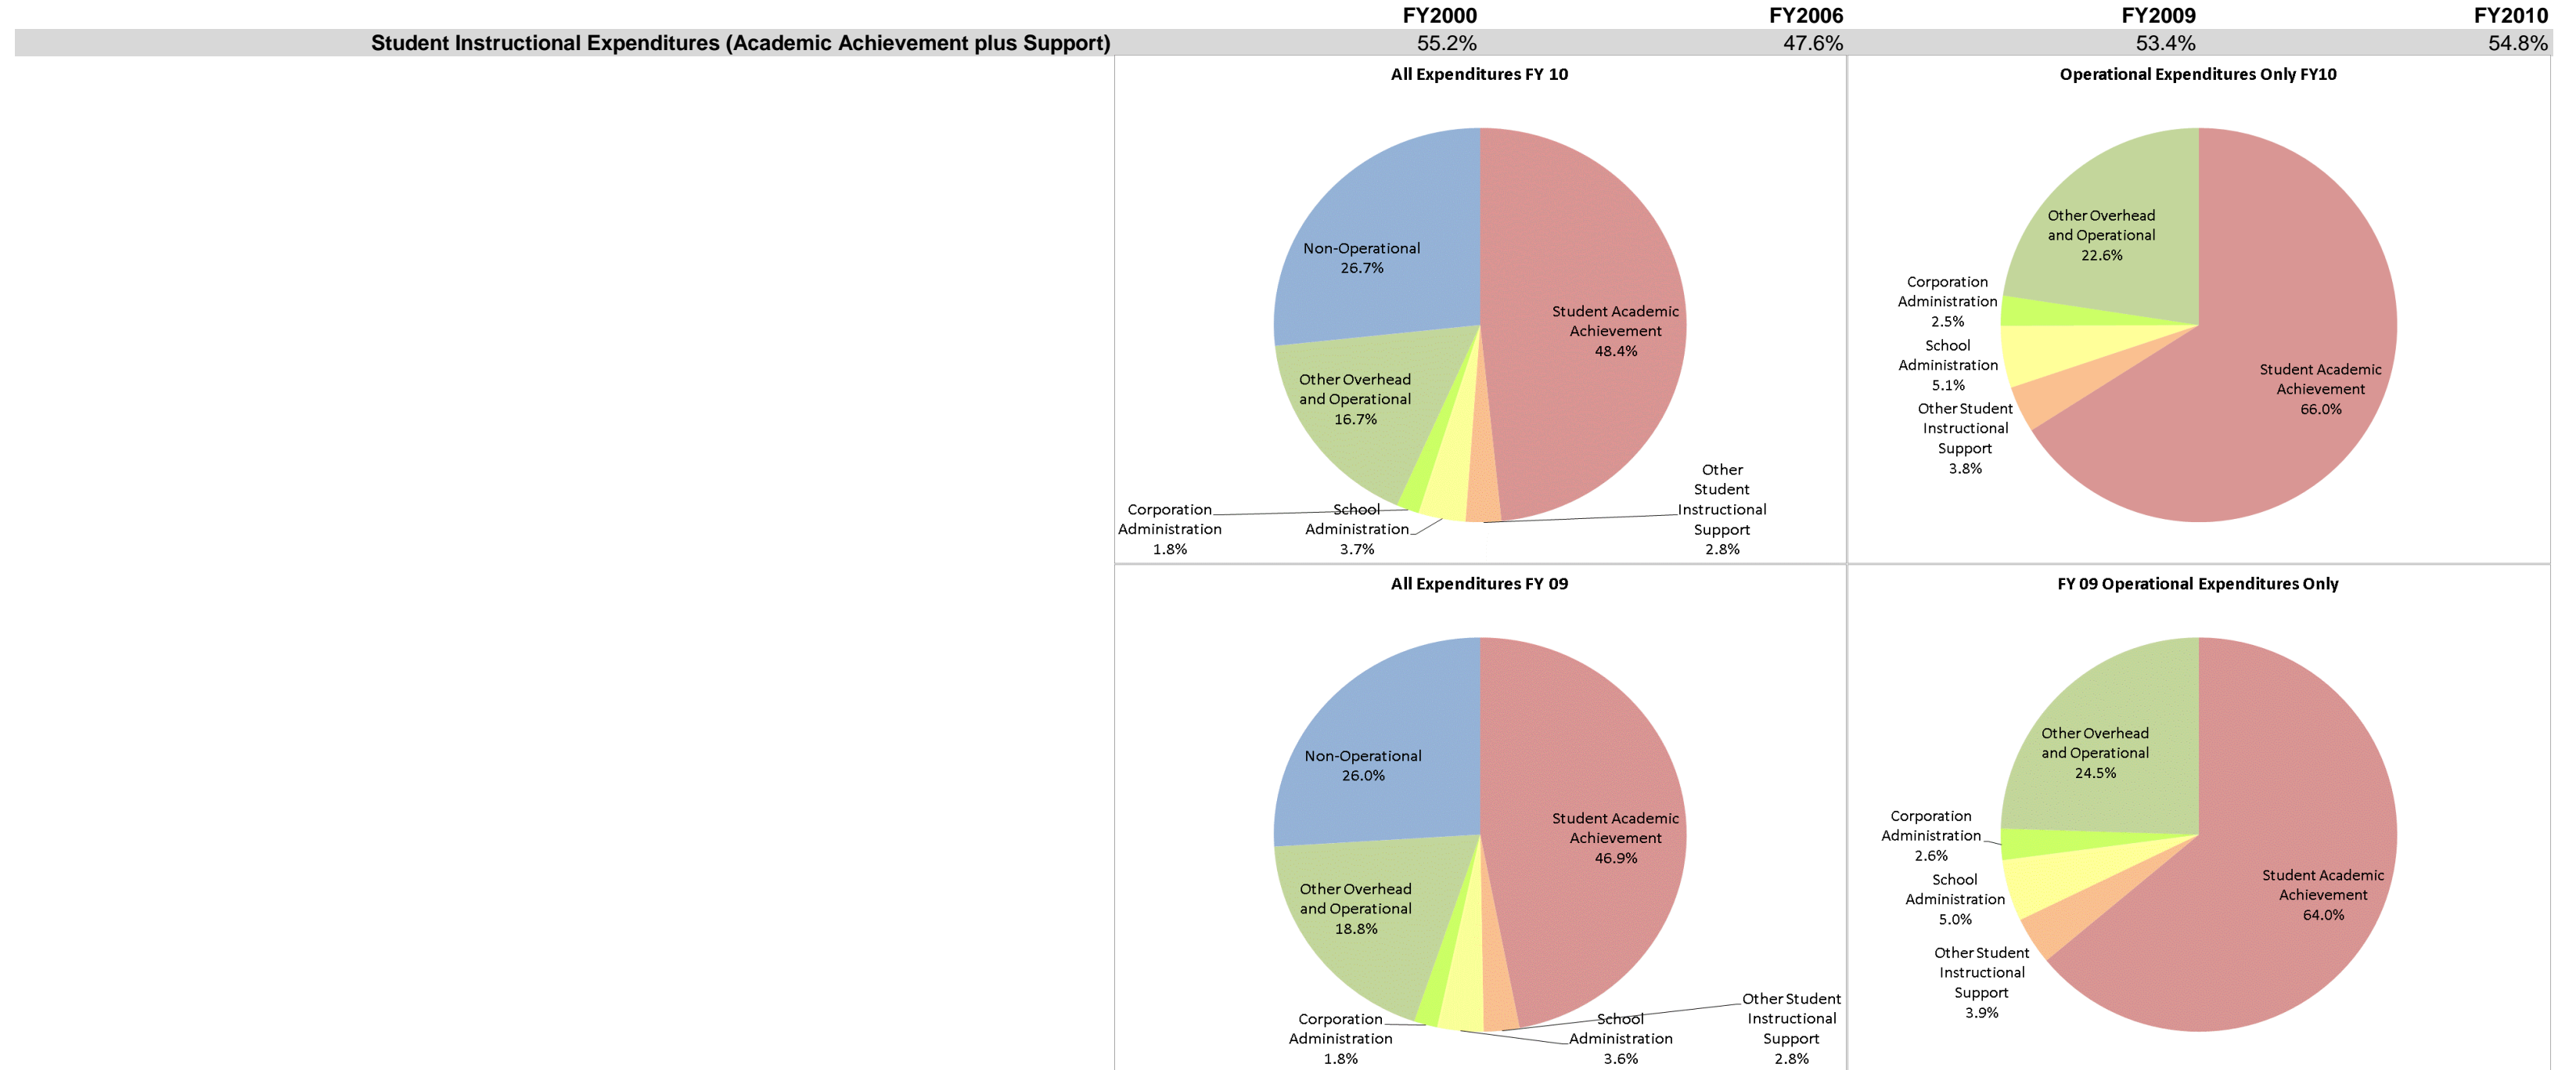 FY2000 FY2006 FY2009 FY2010
Student Instructional Expenditures (Academic Achievement plus Support) 55.2% 47.6% 53.4% 54.8%
All Expenditures FY 10
Non-Operational
26.7%
Student Academic
Achievement
48.4%
Other Overhead
and Operational
16.7%
Corporation
Administration
1.8%
School
Administration
3.7%
Other
Student
Instructional
Support
2.8%
Operational Expenditures Only FY10
Other Overhead
and Operational
22.6%
Corporation
Administration
2.5%
School
Administration
5.1%
Other Student
Instructional
Support
3.8%
Student Academic
Achievement
66.0%
All Expenditures FY 09
Non-Operational
26.0%
Student Academic
Achievement
46.9%
Other Overhead
and Operational
18.8%
Corporation
Administration
1.8%
School
Administration
3.6%
Other Student
Instructional
Support
2.8%
FY 09 Operational Expenditures Only
Other Overhead
and Operational
24.5%
Corporation
Administration
2.6%
School
Administration
5.0%
Other Student
Instructional
Support
3.9%
Student Academic
Achievement
64.0%